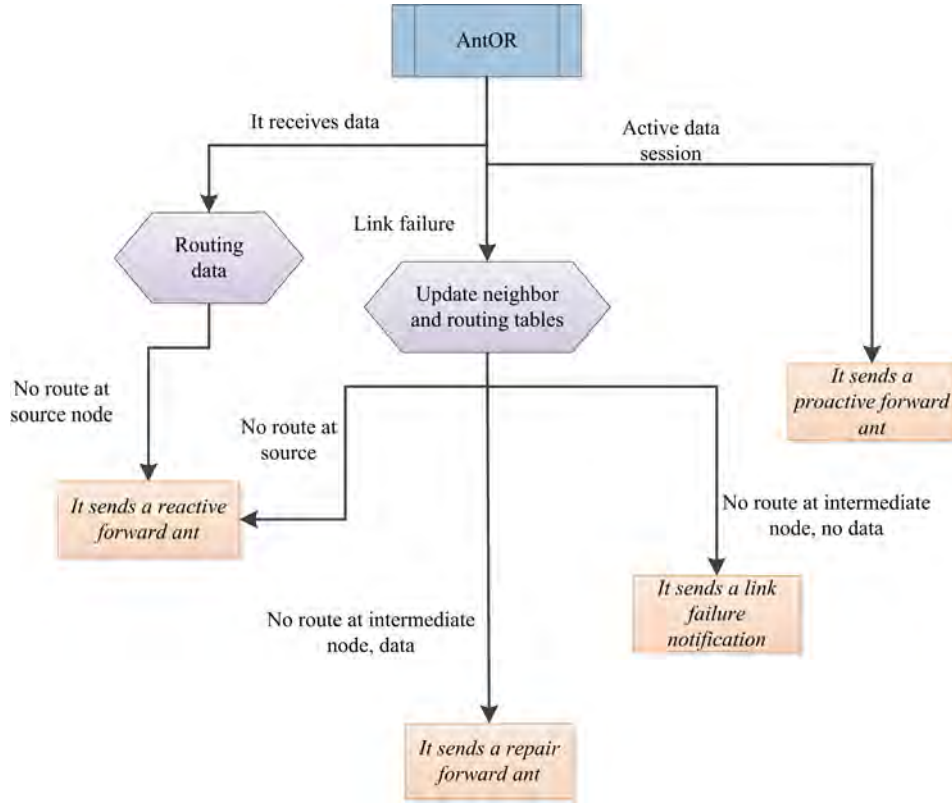 AntOR
It receives data
Active data
session
Link failure
Routing
data
Update neighbor
and routing tables
No route at
source node
No route at
source
It sends a
proactive forward
ant
It sends a reactive
forward ant
No route at intermediate
node, no data
It sends a link
failure
notification
No route at intermediate
node, data
It sends a repair
forward ant